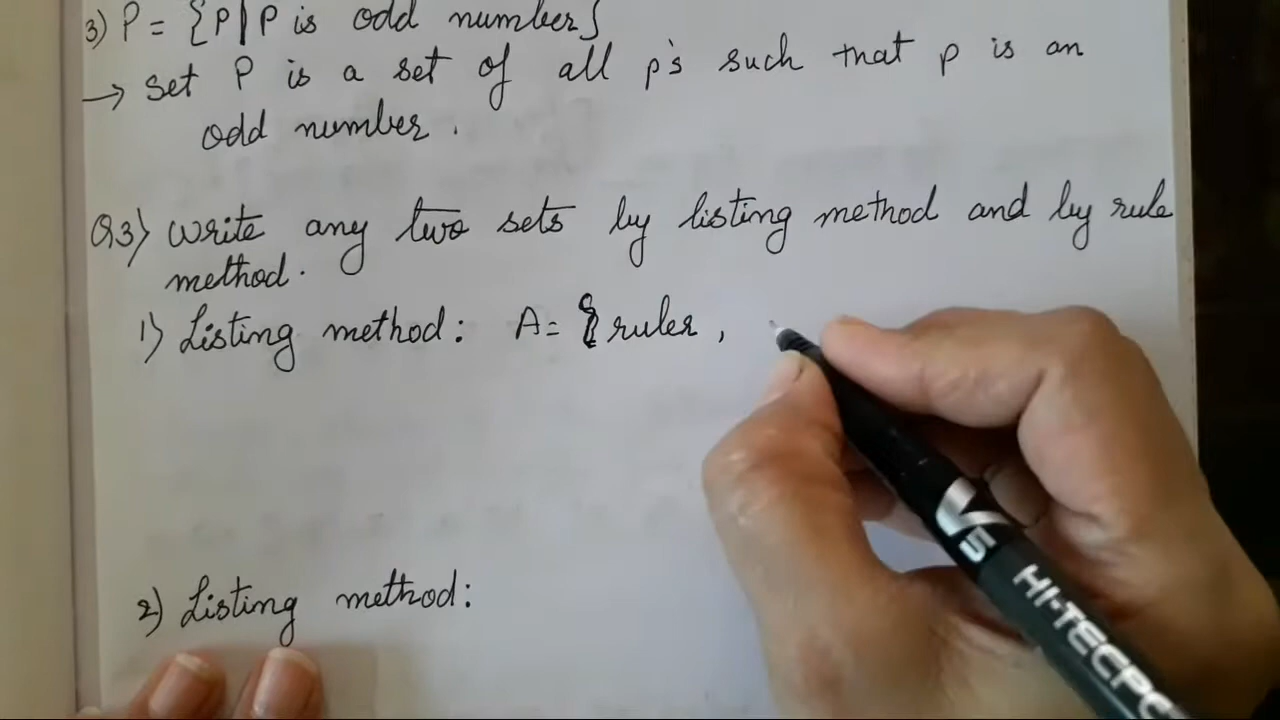 3) P = {P|P is odd number}
→ Set P is a set of all p's such that p is an
odd number.
Q3) Write any two sets by listing method and by rule
method.
1) Listing method: A= { ruler,
2) Listing method:
V5
HI-TECPO